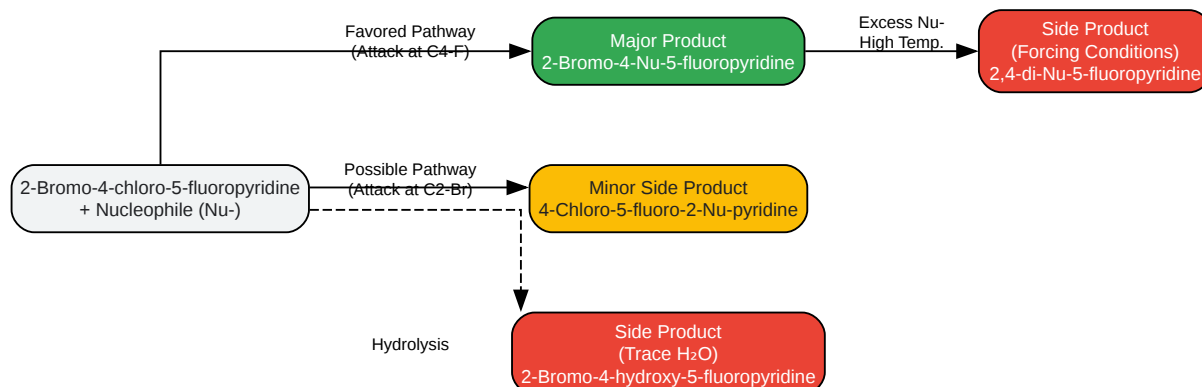 Favored Pathway
(Attack at C4-F)
Major Product
2-Bromo-4-Nu-5-fluoropyridine
Excess Nu-
High Temp.
Side Product
(Forcing Conditions)
2,4-di-Nu-5-fluoropyridine
2-Bromo-4-chloro-5-fluoropyridine
+ Nucleophile (Nu-)
Possible Pathway
(Attack at C2-Br)
Minor Side Product
4-Chloro-5-fluoro-2-Nu-pyridine
Hydrolysis
Side Product
(Trace H₂O)
2-Bromo-4-hydroxy-5-fluoropyridine